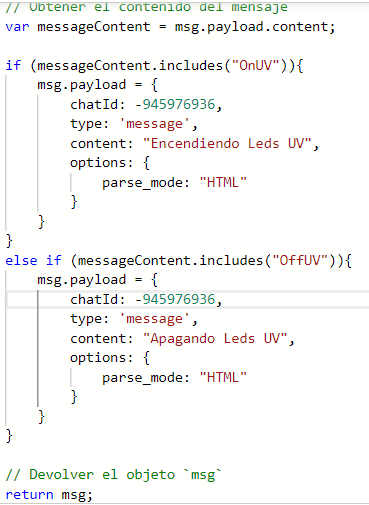 // Obtener el contenido del mensaje
var messageContent = msg.payload.content;

if (messageContent.includes("OnUV")){
    msg.payload = {
        chatId: -945976936,
        type: 'message',
        content: "Encendiendo Leds UV",
        options: {
            parse_mode: "HTML"
        }
    }
}
else if (messageContent.includes("OffUV")){
    msg.payload = {
        chatId: -945976936,
        type: 'message',
        content: "Apagando Leds UV",
        options: {
            parse_mode: "HTML"
        }
    }
}

// Devolver el objeto `msg`
return msg;